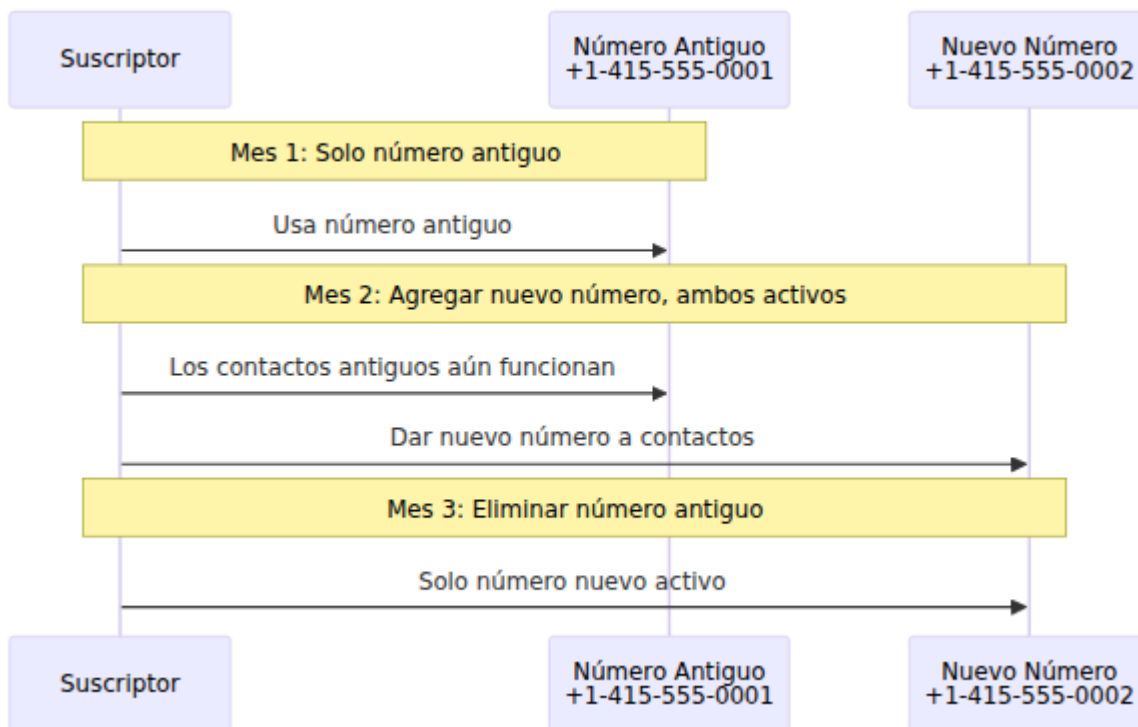 Suscriptor
Número Antiguo
+1-415-555-0001
Nuevo Número
+1-415-555-0002
Mes 1: Solo número antiguo
Usa número antiguo
Mes 2: Agregar nuevo número, ambos activos
Los contactos antiguos aún funcionan
Dar nuevo número a contactos
Mes 3: Eliminar número antiguo
Solo número nuevo activo
Suscriptor
Número Antiguo
+1-415-555-0001
Nuevo Número
+1-415-555-0002